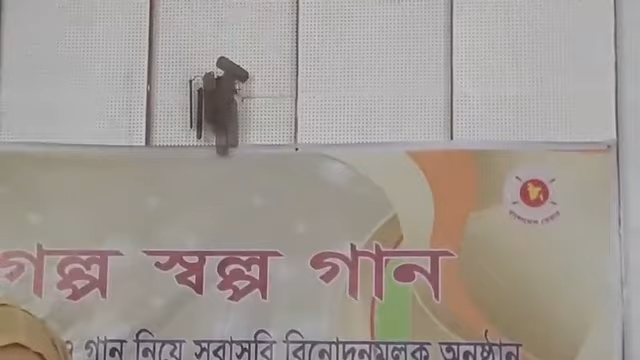 গল্প স্বল্প গান
গান নিয়ে সরাসরি বিনোদনমূলক অনুষ্ঠান
বাংলাদেশ বেতার